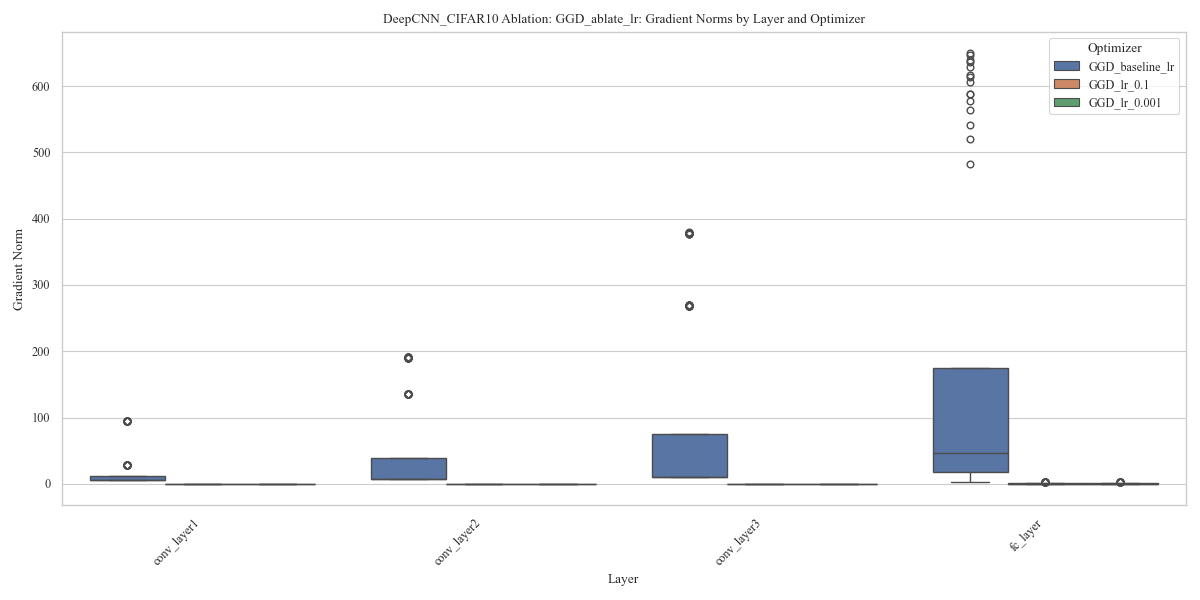 DeepCNN_CIFAR10 Ablation: GGD_ablate_lr: Gradient Norms by Layer and Optimizer
Optimizer
GGD_baseline_lr
GGD_lr_0.1
GGD_lr_0.001
Gradient Norm
600
500
400
300
200
100
0
conv_layer1
conv_layer2
conv_layer3
fc_layer
Layer